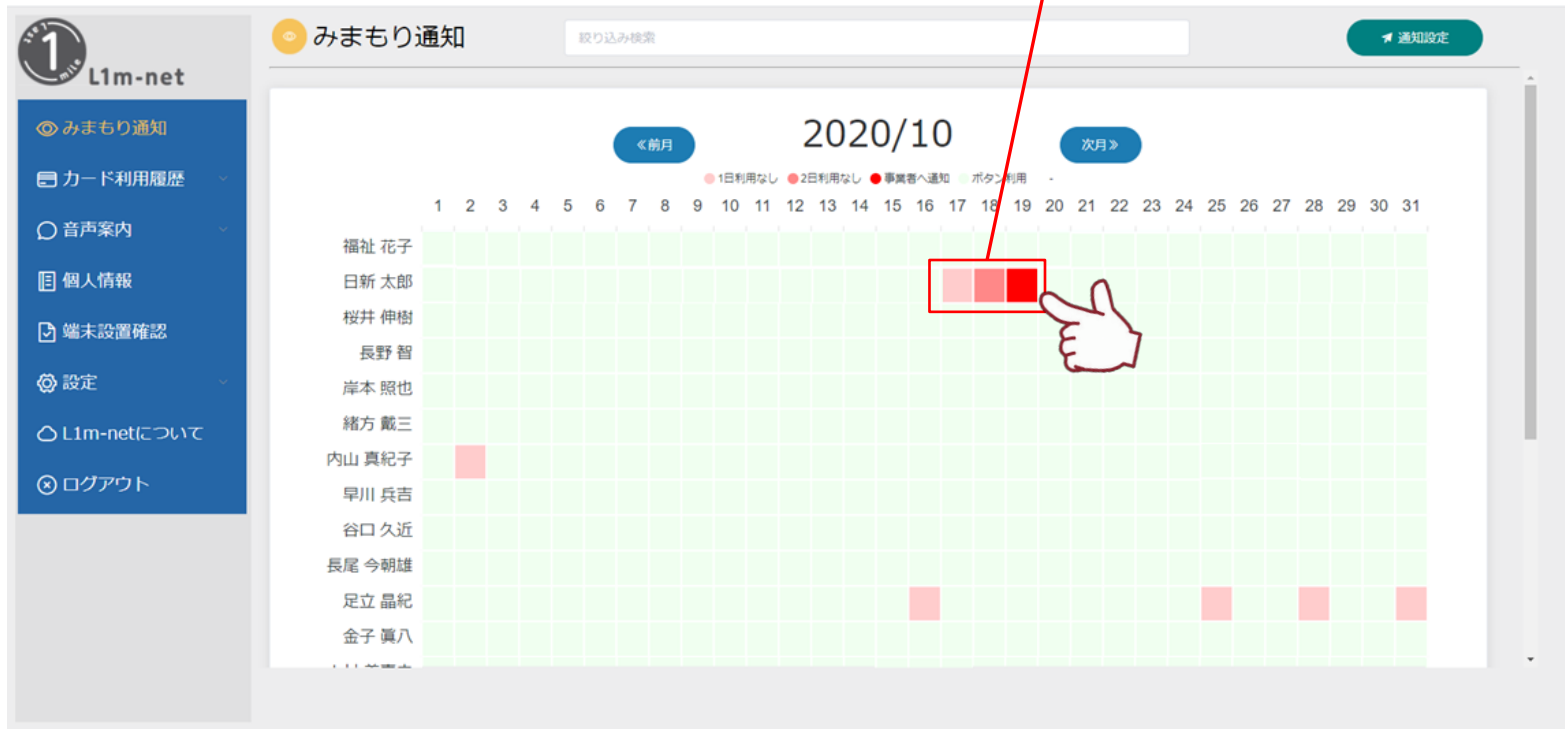 1
Last
mile
L1m-net
みまもり通知
絞り込み検索
通知設定
みまもり通知
カード利用履歴
音声案内
個人情報
端末設置確認
設定
L1m-netについて
ログアウト
≪前月
2020/10
次月≫
1日利用なし 2日利用なし 事業者へ通知 ボタン利用 -
1 2 3 4 5 6 7 8 9 10 11 12 13 14 15 16 17 18 19 20 21 22 23 24 25 26 27 28 29 30 31
福祉 花子
日新 太郎
桜井 伸樹
長野 智
岸本 照也
緒方 戴三
内山 真紀子
早川 兵吉
谷口 久近
長尾 今朝雄
足立 晶紀
金子 眞八